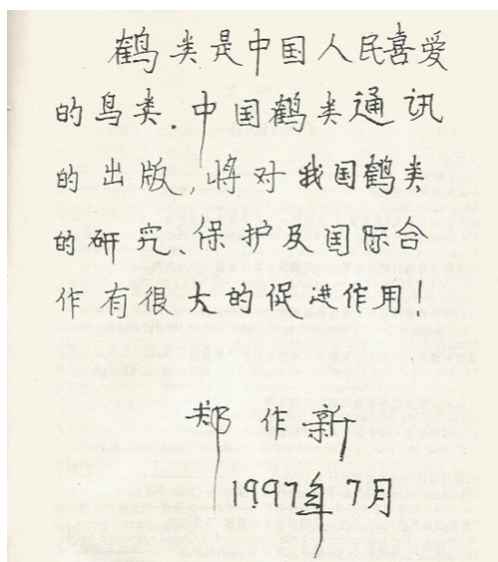 鹤类是中国人民喜爱
的鸟类.中国鹤类通讯
的出版,将对我国鹤类
的研究、保护及国际合
作有很大的促进作用!
郑作新
1997年7月